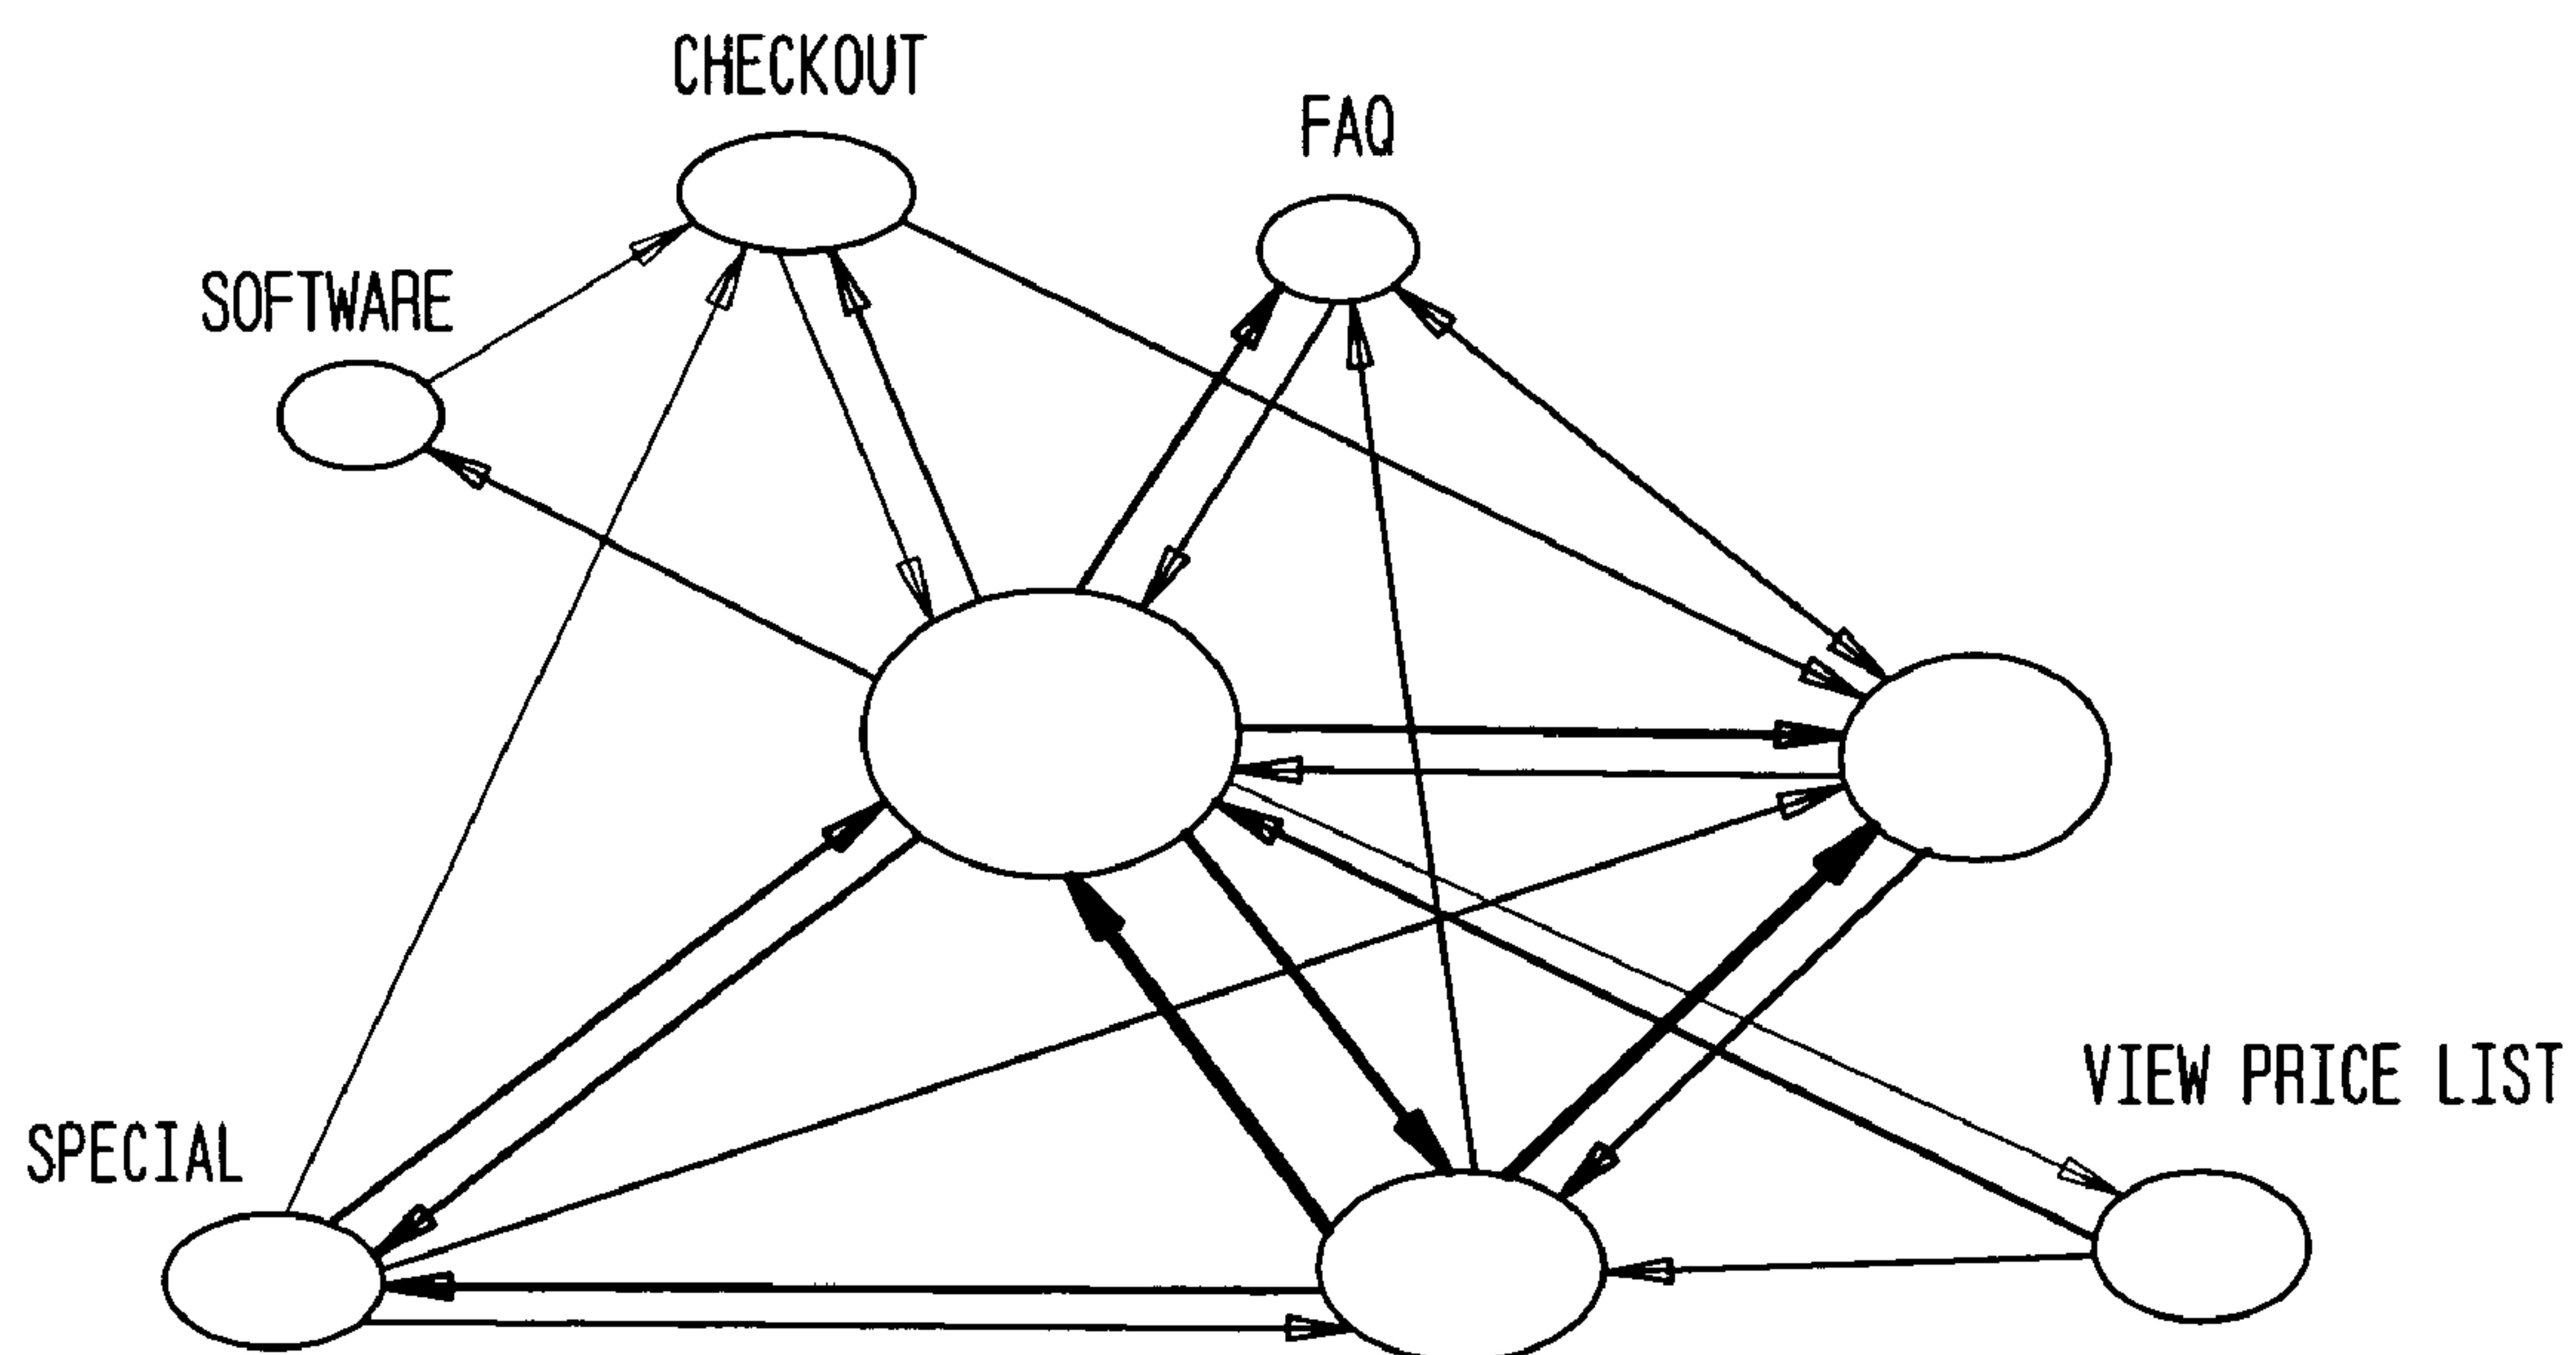 CHECKOUT
FAQ
SOFTWARE
VIEW PRICE LIST
SPECIAL